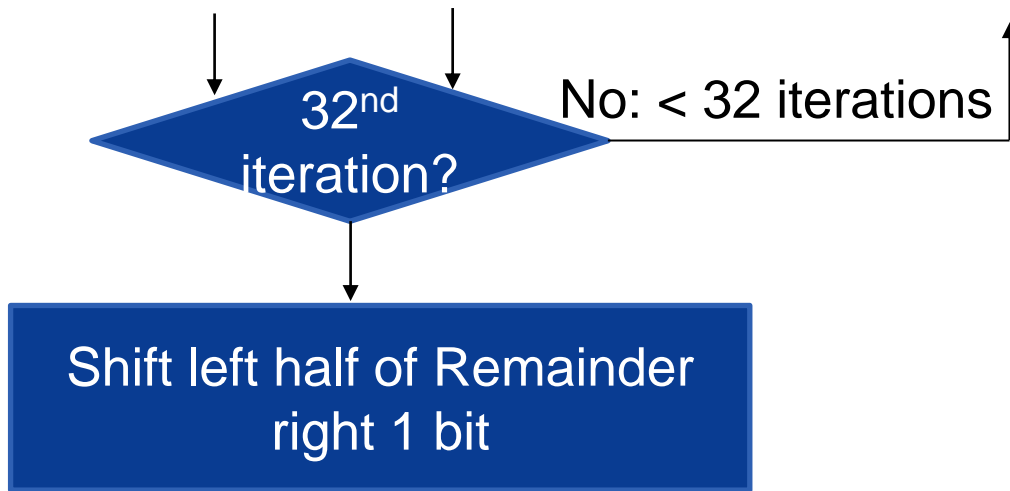 32nd
iteration?
No: < 32 iterations
Shift left half of Remainder
right 1 bit